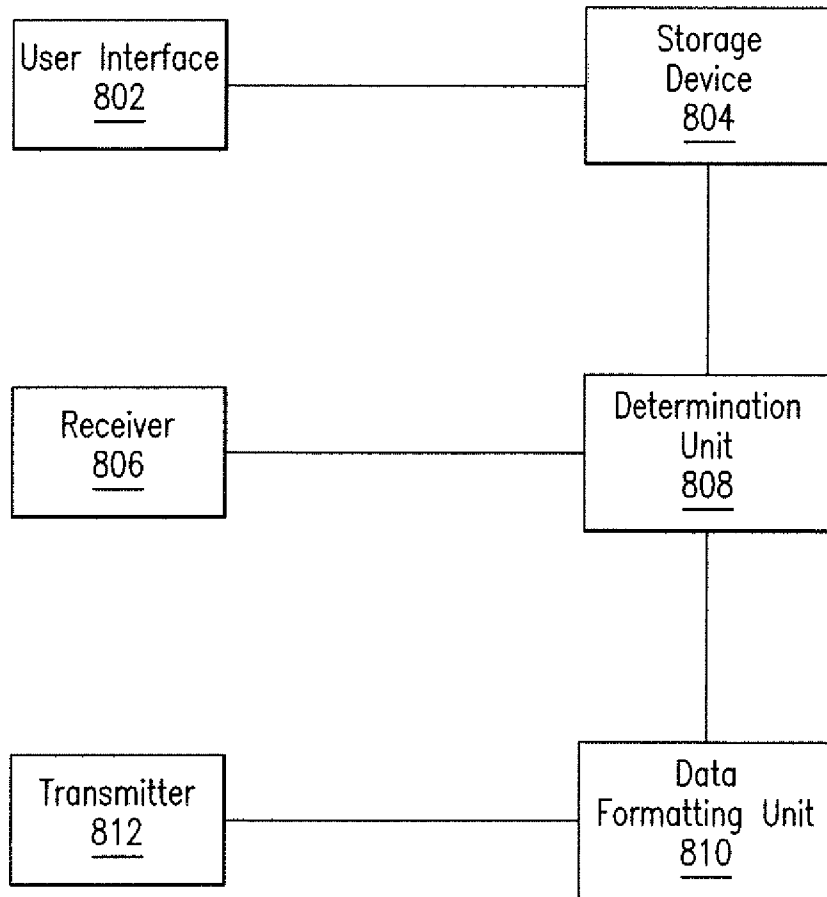 User Interface
802
Storage
Device
804
Receiver
806
Determination
Unit
808
Transmitter
812
Data
Formatting Unit
810